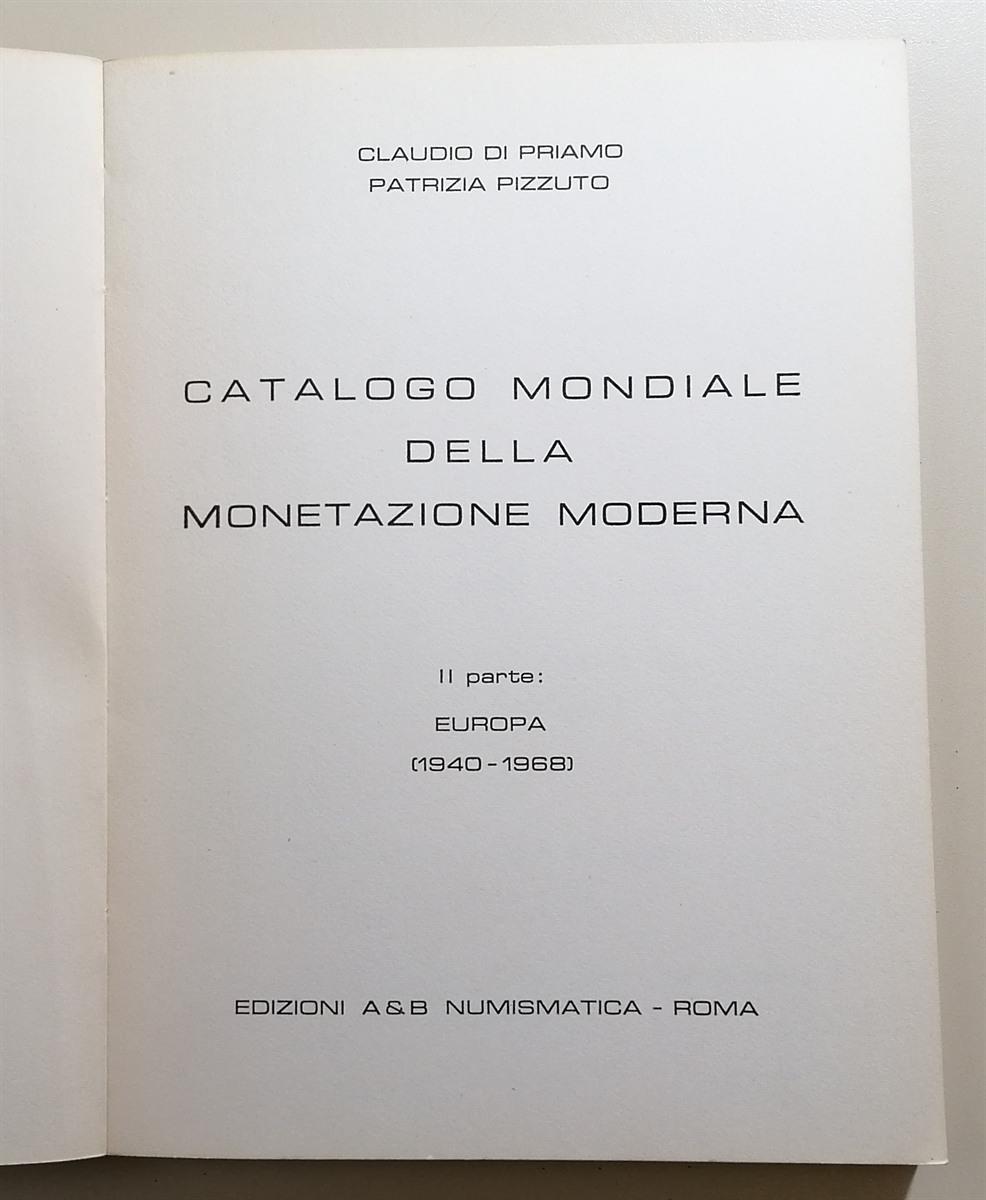 CLAUDIO DI PRIAMO
PATRIZIA PIZZUTO
CATALOGO MONDIALE
DELLA
MONETAZIONE MODERNA
II parte:
EUROPA
(1940-1968)
EDIZIONI A & B NUMISMATICA - ROMA